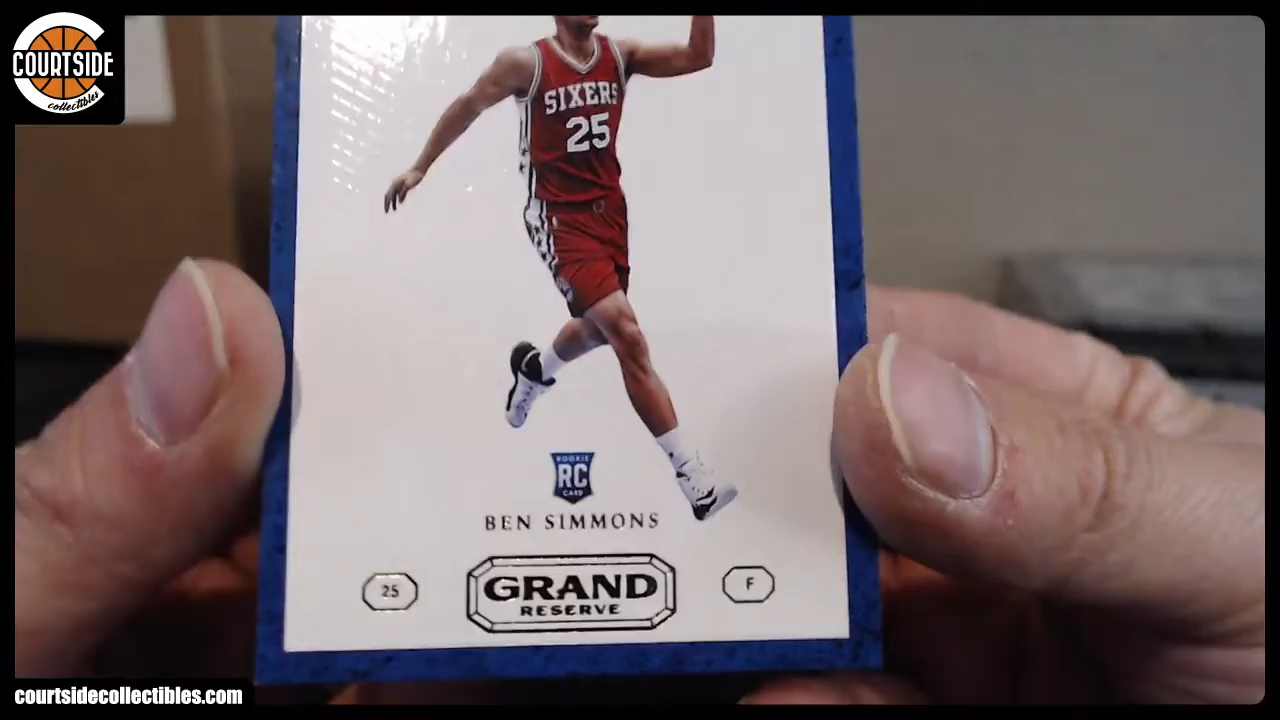 COURTSIDE
collectibles
SIXERS
25
ROOKIE
RC
CARD
BEN SIMMONS
25
GRAND
RESERVE
F
courtsidecollectibles.com